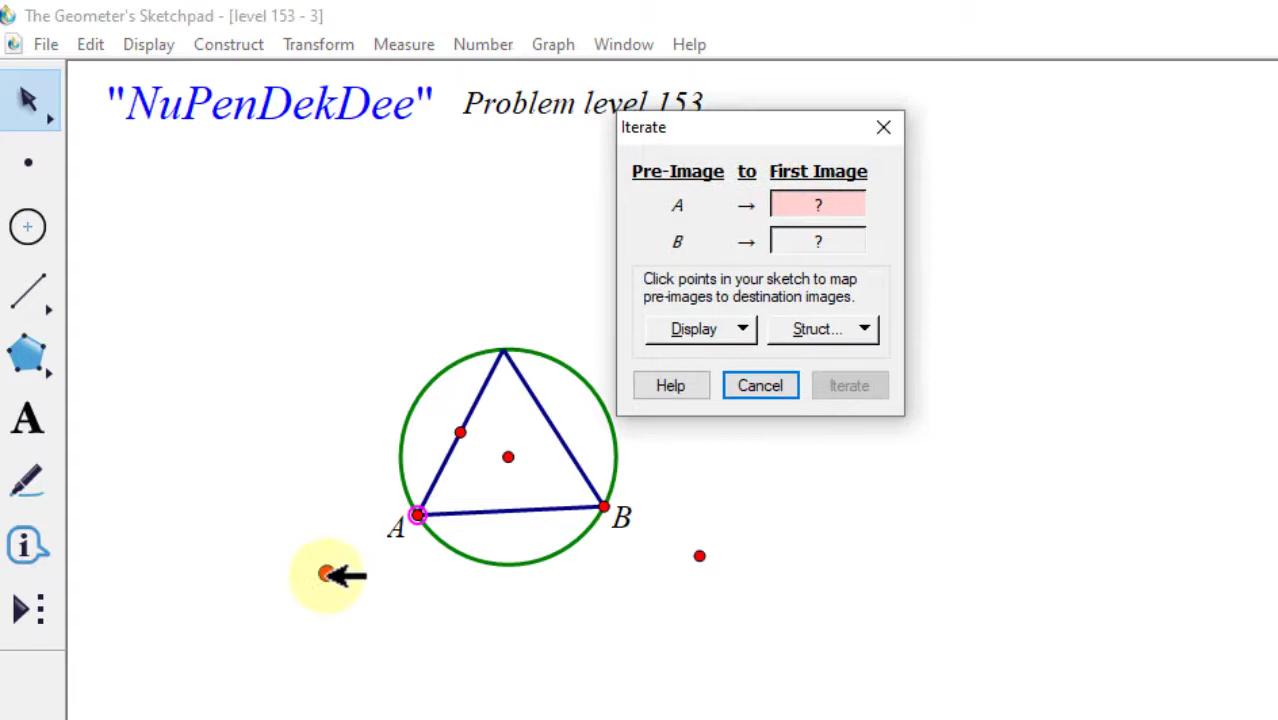 The Geometer's Sketchpad - [level 153 - 3]
File Edit Display Construct Transform Measure Number Graph Window Help
"NuPenDekDee" Problem level 153
Iterate
Pre-Image to First Image
A → ?
B → ?
Click points in your sketch to map
pre-images to destination images.
Display Struct...
Help Cancel Iterate
A
A B